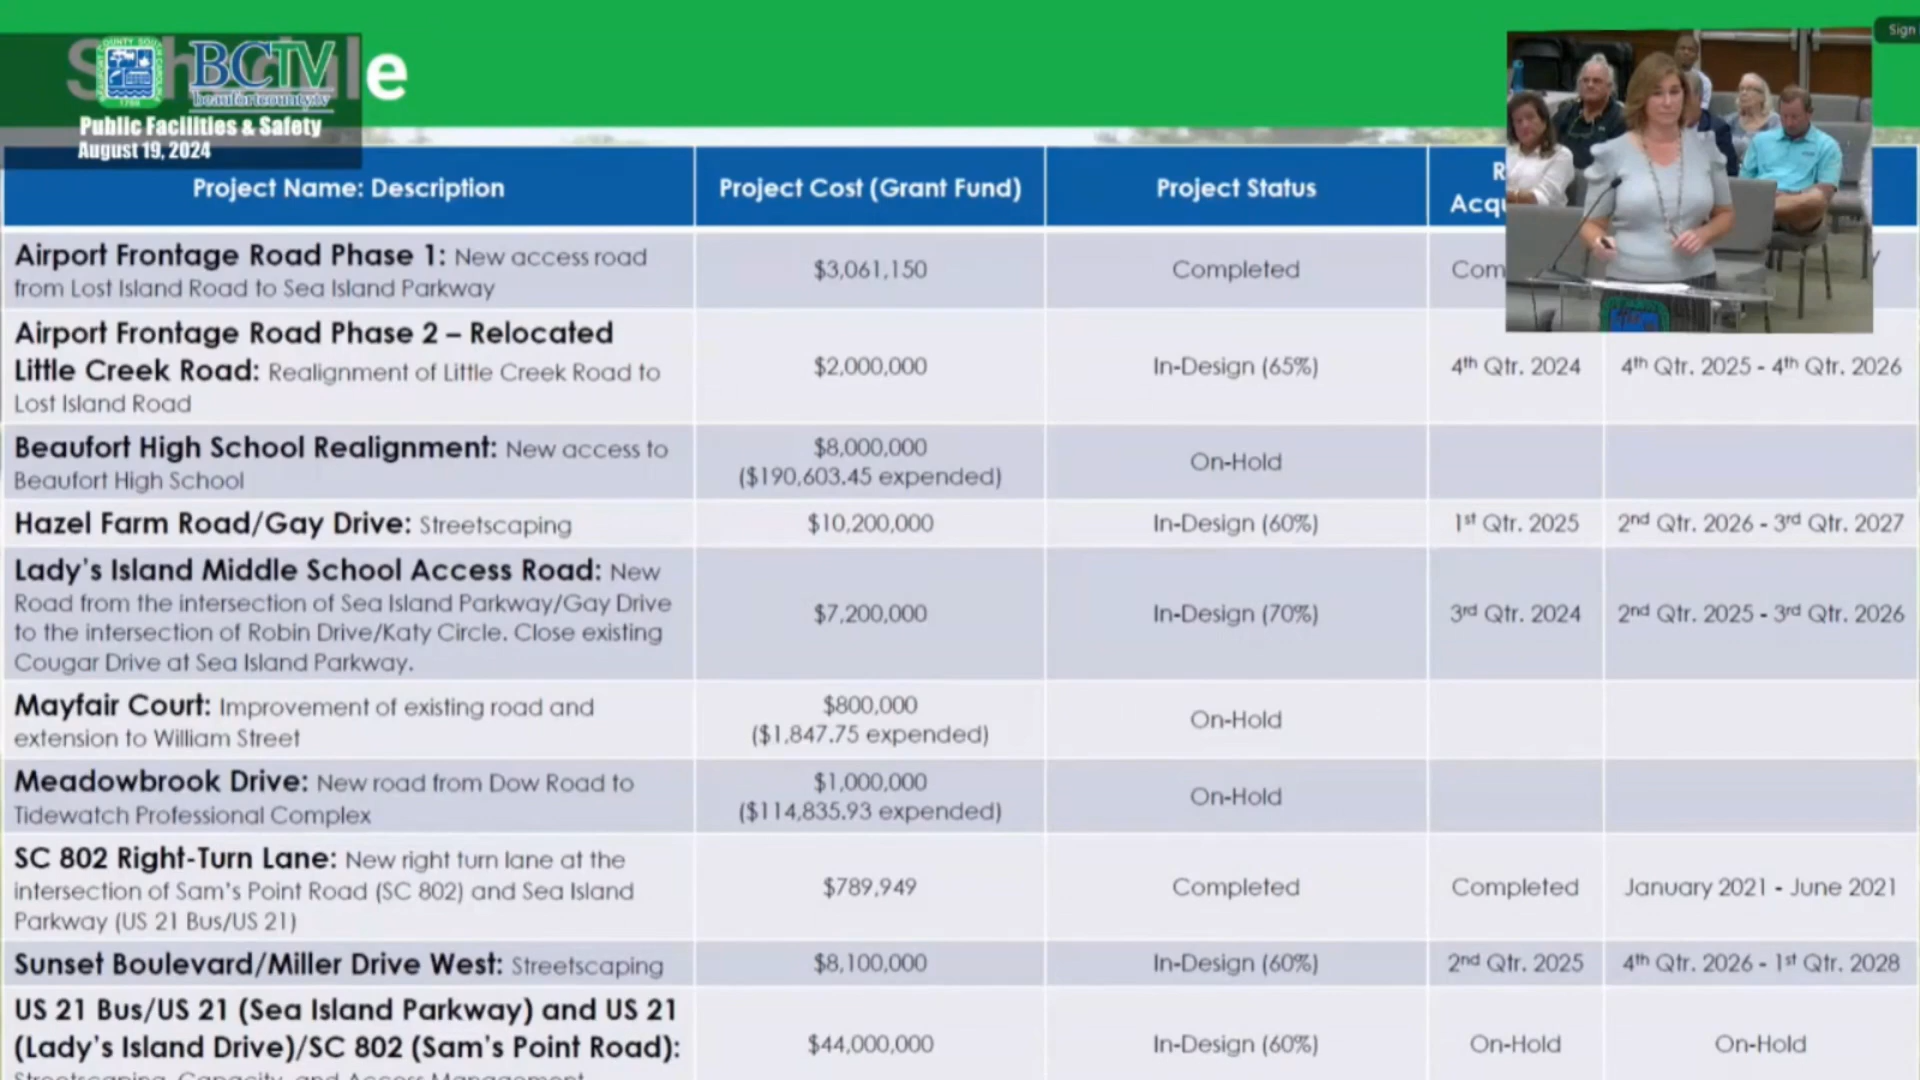 Schedule
BCTV
beaufortcounty.tv
Public Facilities & Safety
August 19, 2024
Sign
Project Name: Description
Project Cost (Grant Fund)
Project Status
R
Acqu
Airport Frontage Road Phase 1: New access road
from Lost Island Road to Sea Island Parkway
$3,061,150
Completed
Com
Airport Frontage Road Phase 2 – Relocated
Little Creek Road: Realignment of Little Creek Road to
Lost Island Road
$2,000,000
In-Design (65%)
4th Qtr. 2024
4th Qtr. 2025 - 4th Qtr. 2026
Beaufort High School Realignment: New access to
Beaufort High School
$8,000,000
($190,603.45 expended)
On-Hold
Hazel Farm Road/Gay Drive: Streetscaping
$10,200,000
In-Design (60%)
1st Qtr. 2025
2nd Qtr. 2026 - 3rd Qtr. 2027
Lady's Island Middle School Access Road: New
Road from the intersection of Sea Island Parkway/Gay Drive
to the intersection of Robin Drive/Katy Circle. Close existing
Cougar Drive at Sea Island Parkway.
$7,200,000
In-Design (70%)
3rd Qtr. 2024
2nd Qtr. 2025 - 3rd Qtr. 2026
Mayfair Court: Improvement of existing road and
extension to William Street
$800,000
($1,847.75 expended)
On-Hold
Meadowbrook Drive: New road from Dow Road to
Tidewatch Professional Complex
$1,000,000
($114,835.93 expended)
On-Hold
SC 802 Right-Turn Lane: New right turn lane at the
intersection of Sam's Point Road (SC 802) and Sea Island
Parkway (US 21 Bus/US 21)
$789,949
Completed
Completed
January 2021 - June 2021
Sunset Boulevard/Miller Drive West: Streetscaping
$8,100,000
In-Design (60%)
2nd Qtr. 2025
4th Qtr. 2026 - 1st Qtr. 2028
US 21 Bus/US 21 (Sea Island Parkway) and US 21
(Lady's Island Drive)/SC 802 (Sam's Point Road):
Streetscaping, Capacity, and Access Management
$44,000,000
In-Design (60%)
On-Hold
On-Hold